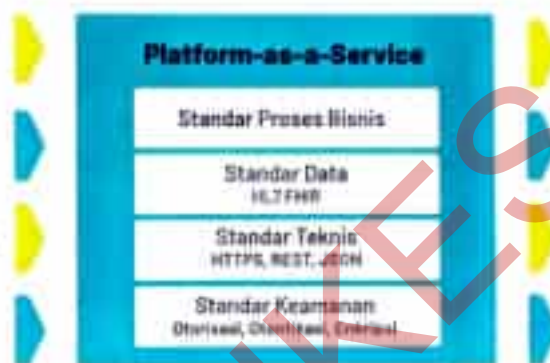 Platform-as-a-Service
Standar Proses Bisnis
Standar Data
HL7 FHIR
Standar Teknis
HTTPS, REST, JSON
Standar Keamanan
Otorisasi, Otentikasi, Enkripsi